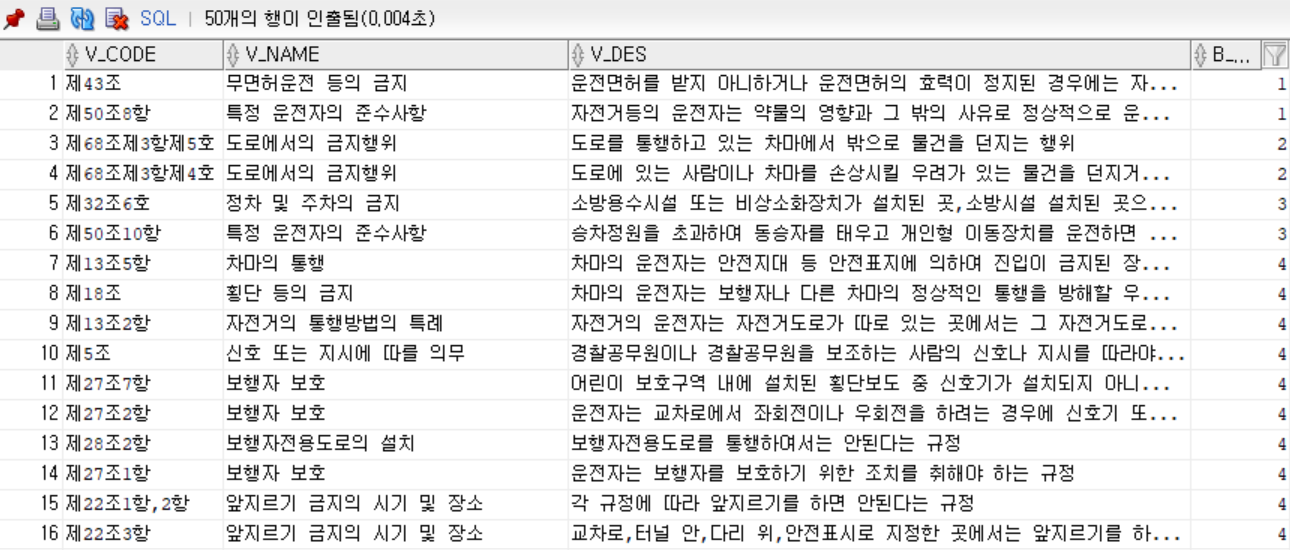 SQL | 50개의 행이 인출됨(0,004초)
V_CODE V_NAME V_DES B_...
1 제43조 무면허운전 등의 금지 운전면허를 받지 아니하거나 운전면허의 효력이 정지된 경우에는 자... 1
2 제50조8항 특정 운전자의 준수사항 자전거등의 운전자는 약물의 영향과 그 밖의 사유로 정상적으로 운... 1
3 제68조제3항제5호 도로에서의 금지행위 도로를 통행하고 있는 차마에서 밖으로 물건을 던지는 행위 2
4 제68조제3항제4호 도로에서의 금지행위 도로에 있는 사람이나 차마를 손상시킬 우려가 있는 물건을 던지거... 2
5 제32조6호 정차 및 주차의 금지 소방용수시설 또는 비상소화장치가 설치된 곳,소방시설 설치된 곳으... 3
6 제50조10항 특정 운전자의 준수사항 승차정원을 초과하여 동승자를 태우고 개인형 이동장치를 운전하면 ... 3
7 제13조5항 차마의 통행 차마의 운전자는 안전지대 등 안전표지에 의하여 진입이 금지된 장... 4
8 제18조 횡단 등의 금지 차마의 운전자는 보행자나 다른 차마의 정상적인 통행을 방해할 우... 4
9 제13조2항 자전거의 통행방법의 특례 자전거의 운전자는 자전거도로가 따로 있는 곳에서는 그 자전거도로... 4
10 제5조 신호 또는 지시에 따를 의무 경찰공무원이나 경찰공무원을 보조하는 사람의 신호나 지시를 따라야... 4
11 제27조7항 보행자 보호 어린이 보호구역 내에 설치된 횡단보도 중 신호기가 설치되지 아니... 4
12 제27조2항 보행자 보호 운전자는 교차로에서 좌회전이나 우회전을 하려는 경우에 신호기 또... 4
13 제28조2항 보행자전용도로의 설치 보행자전용도로를 통행하여서는 안된다는 규정 4
14 제27조1항 보행자 보호 운전자는 보행자를 보호하기 위한 조치를 취해야 하는 규정 4
15 제22조1항,2항 앞지르기 금지의 시기 및 장소 각 규정에 따라 앞지르기를 하면 안된다는 규정 4
16 제22조3항 앞지르기 금지의 시기 및 장소 교차로,터널 안,다리 위,안전표시로 지정한 곳에서는 앞지르기를 하... 4